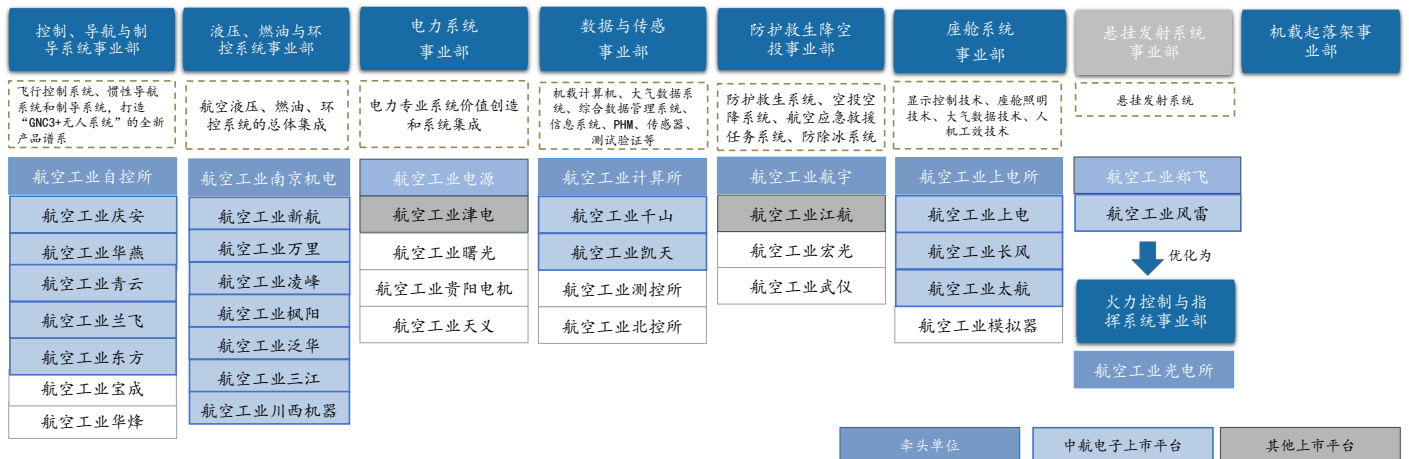 控制、导航与制
导系统事业部
飞行控制系统、惯性导航
系统和制导系统，打造
“GNC3+无人系统”的全新
产品谱系
航空工业自控所
航空工业庆安
航空工业华燕
航空工业青云
航空工业兰飞
航空工业东方
航空工业宝成
航空工业华烽
液压、燃油与环
控系统事业部
航空液压、燃油、环
控系统的总体集成
航空工业南京机电
航空工业新航
航空工业万里
航空工业凌峰
航空工业枫阳
航空工业泛华
航空工业三江
航空工业川西机器
电力系统
事业部
电力专业系统价值创造
和系统集成
航空工业电源
航空工业津电
航空工业曙光
航空工业贵阳电机
航空工业天义
数据与传感
事业部
机载计算机、大气数据系
统、综合数据管理系统、
信息系统、PHM、传感器、
测试验证等
航空工业计算所
航空工业千山
航空工业凯天
航空工业测控所
航空工业北控所
防护救生降空
投事业部
防护救生系统、空投空
降系统、航空应急救援
任务系统、防除冰系统
航空工业航宇
航空工业江航
航空工业宏光
航空工业武仪
座舱系统
事业部
显示控制技术、座舱照明
技术、大气数据技术、人
机工效技术
航空工业上电所
航空工业上电
航空工业长风
航空工业太航
航空工业模拟器
悬挂发射系统
事业部
悬挂发射系统
航空工业郑飞
航空工业风雷
优化为
火力控制与指
挥系统事业部
航空工业光电所
机载起落架事
业部
牵头单位
中航电子上市平台
其他上市平台